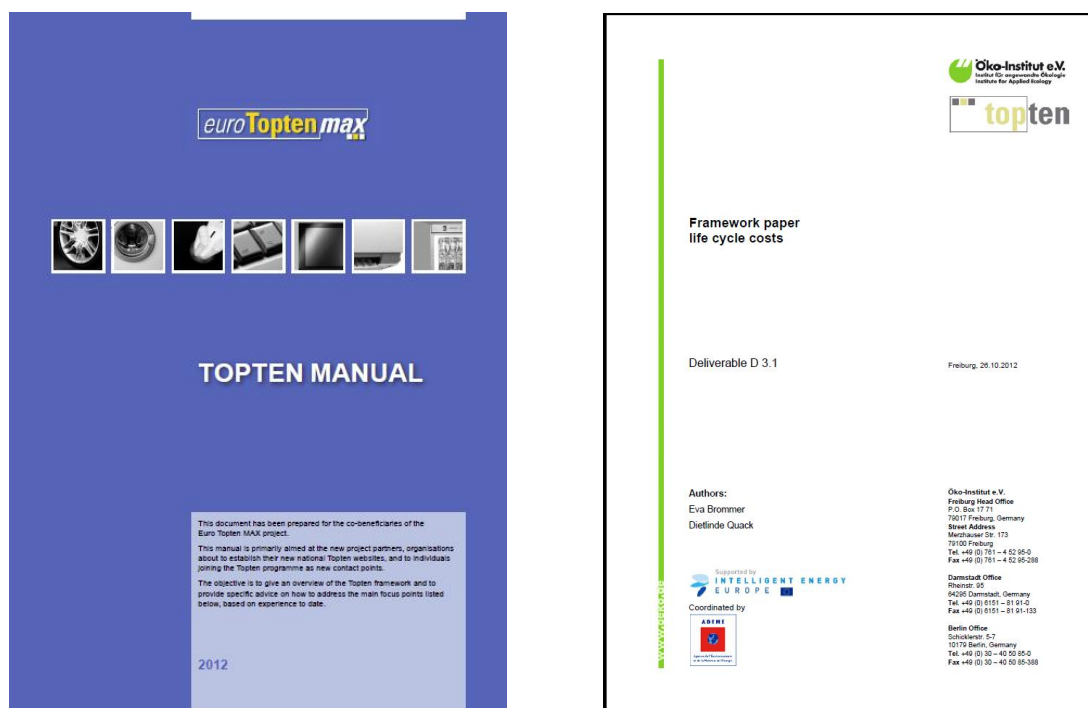 euroTopten max
TOPTEN MANUAL
This document has been prepared for the co-beneficiaries of the
Euro Topten MAX project.
This manual is primarily aimed at the new project partners, organisations
about to establish their new national Topten websites, and to individuals
joining the Topten programme as new contact points.
The objective is to give an overview of the Topten framework and to
provide specific advice on how to address the main focus points listed
below, based on experience to date.
2012
Öko-Institut e.V.
Institut für angewandte Ökologie
Institute for Applied Ecology
topten
Framework paper
life cycle costs
Deliverable D 3.1
Freiburg, 26.10.2012
Authors:
Eva Brommer
Dietlinde Quack
Supported by
INTELLIGENT ENERGY
EUROPE
Coordinated by
ADEME
www.oeko.de
Öko-Institut e.V.
Freiburg Head Office
P.O. Box 17 71
79017 Freiburg, Germany
Street Address
Merzhauser Str. 173
79100 Freiburg
Tel. +49 (0) 761 – 4 52 95-0
Fax +49 (0) 761 – 4 52 95-288
Darmstadt Office
Rheinstr. 95
64295 Darmstadt, Germany
Tel. +49 (0) 6151 – 81 91-0
Fax +49 (0) 6151 – 81 91-133
Berlin Office
Schicklerstr. 5-7
10179 Berlin, Germany
Tel. +49 (0) 30 – 40 50 85-0
Fax +49 (0) 30 – 40 50 85-388